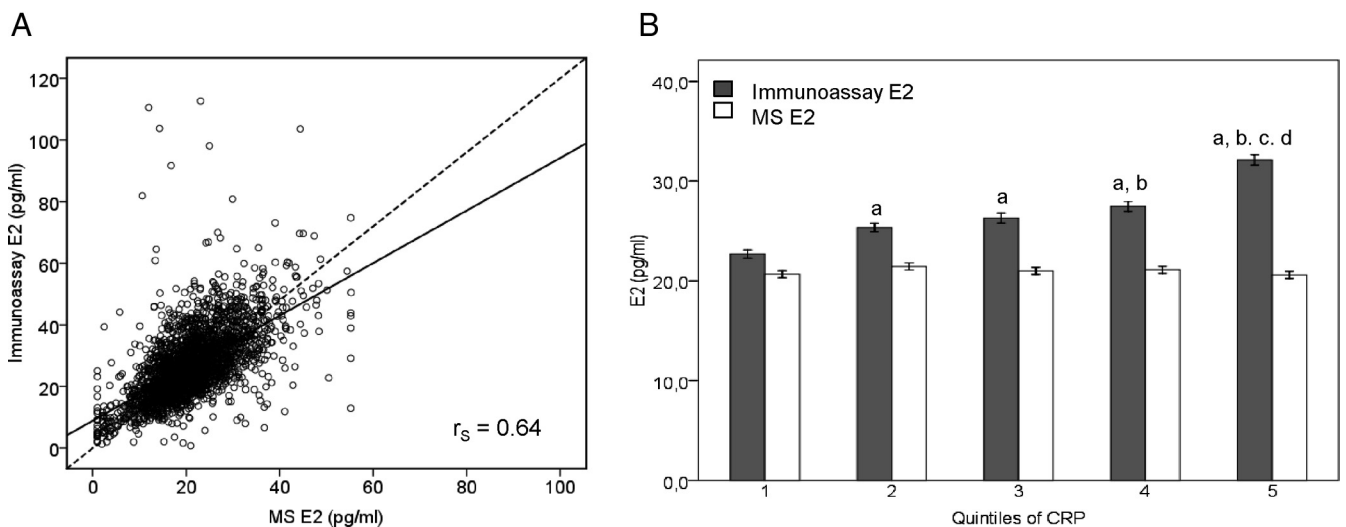 A
Immunoassay E2 (pg/ml)
120
100
80
60
40
20
0
rS = 0.64
0 20 40 60 80 100
MS E2 (pg/ml)
B
E2 (pg/ml)
40,0
30,0
20,0
10,0
0,0
Immunoassay E2
MS E2
a
a
a, b
a, b. c. d
1 2 3 4 5
Quintiles of CRP